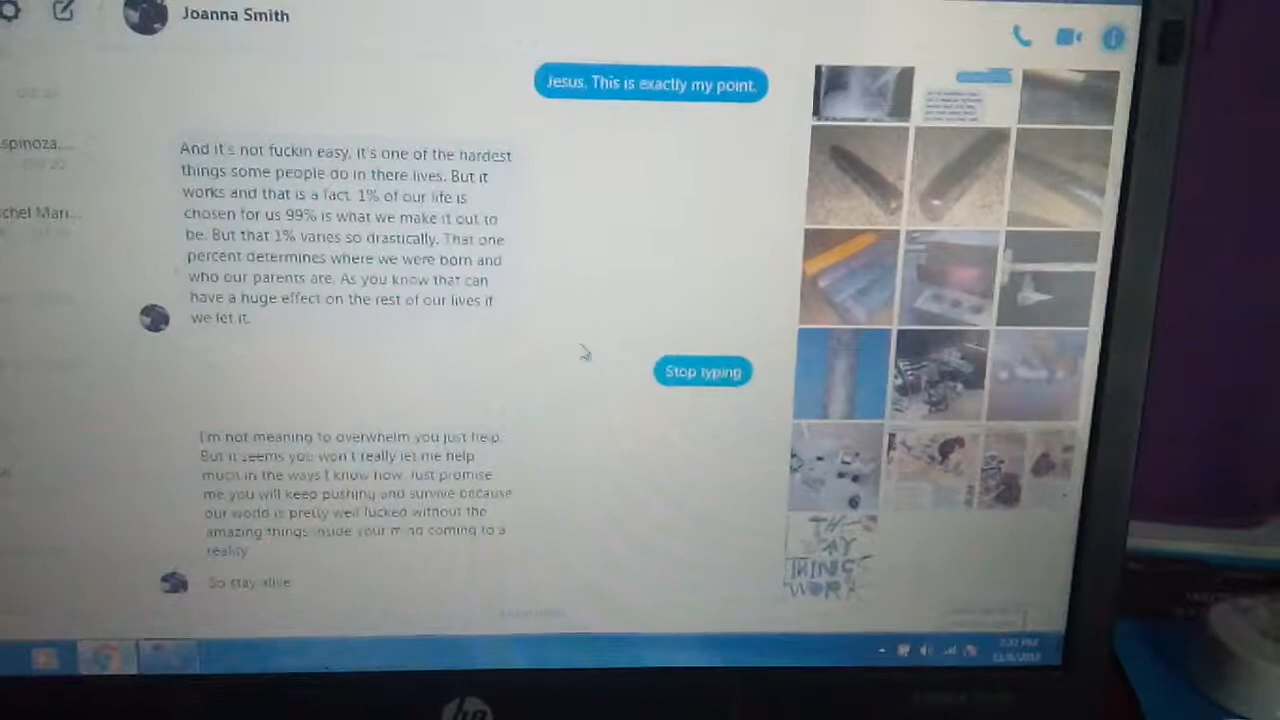 Joanna Smith
Jesus. This is exactly my point.
spinoza,...
chel Mari...
And it's not fuckin easy, it's one of the hardest
things some people do in there lives. But it
works and that is a fact. 1% of our life is
chosen for us 99% is what we make it out to
be. But that 1% varies so drastically. That one
percent determines where we were born and
who our parents are. As you know that can
have a huge effect on the rest of our lives if
we let it.
Stop typing
I'm not meaning to overwhelm you just help.
But it seems you won't really let me help
much in the ways I know how. Just promise
me you will keep pushing and survive because
our world is pretty well fucked without the
amazing things inside your mind coming to a
reality
So stay alive
WORK
hp